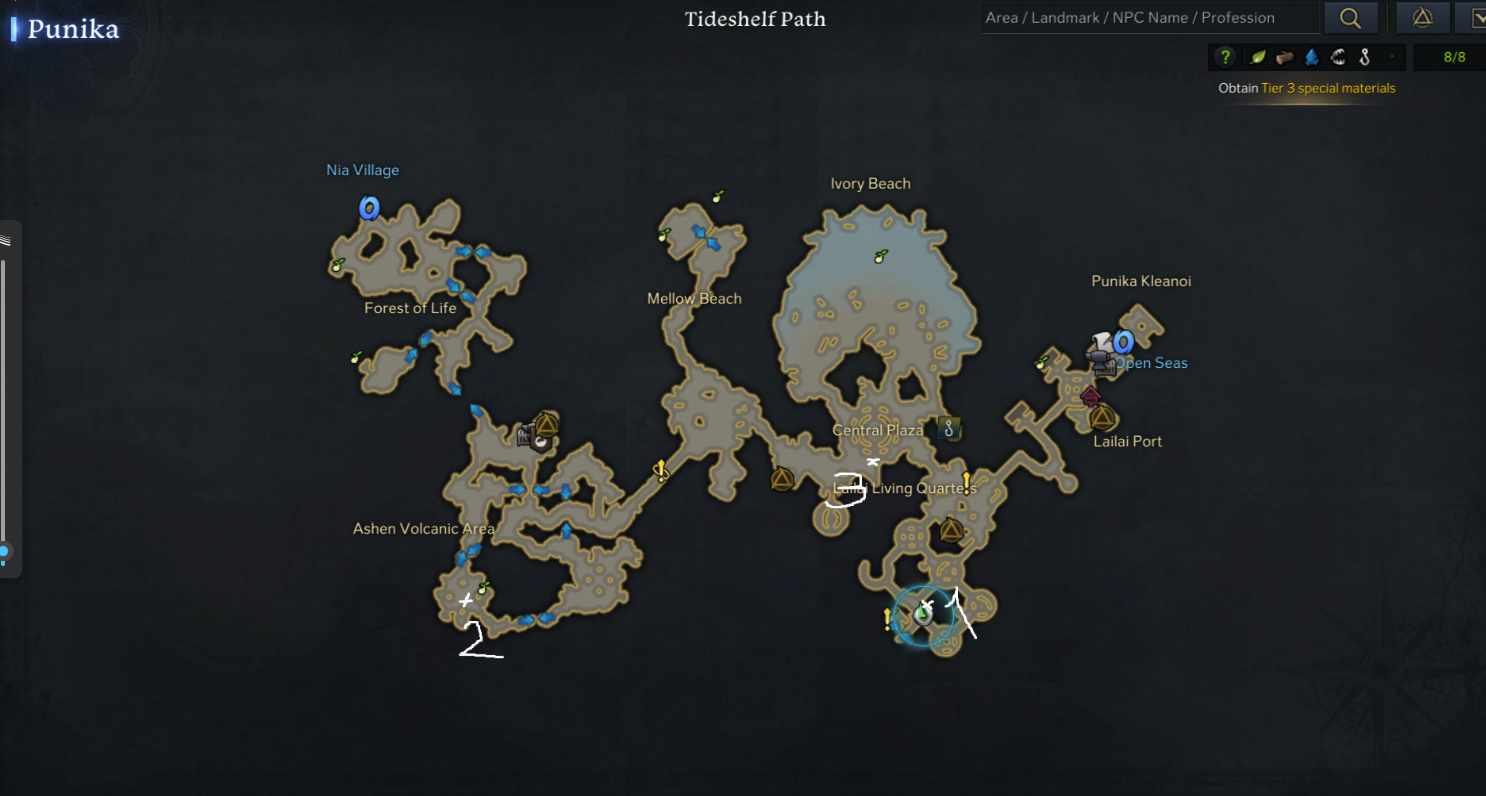 Punika
Tideshelf Path
Area / Landmark / NPC Name / Profession
8/8
Obtain Tier 3 special materials
Nia Village
Ivory Beach
Punika Kleanoi
Mellow Beach
Forest of Life
Open Seas
Central Plaza
Lailai Port
Lailai Living Quarters
3
Ashen Volcanic Area
1
2